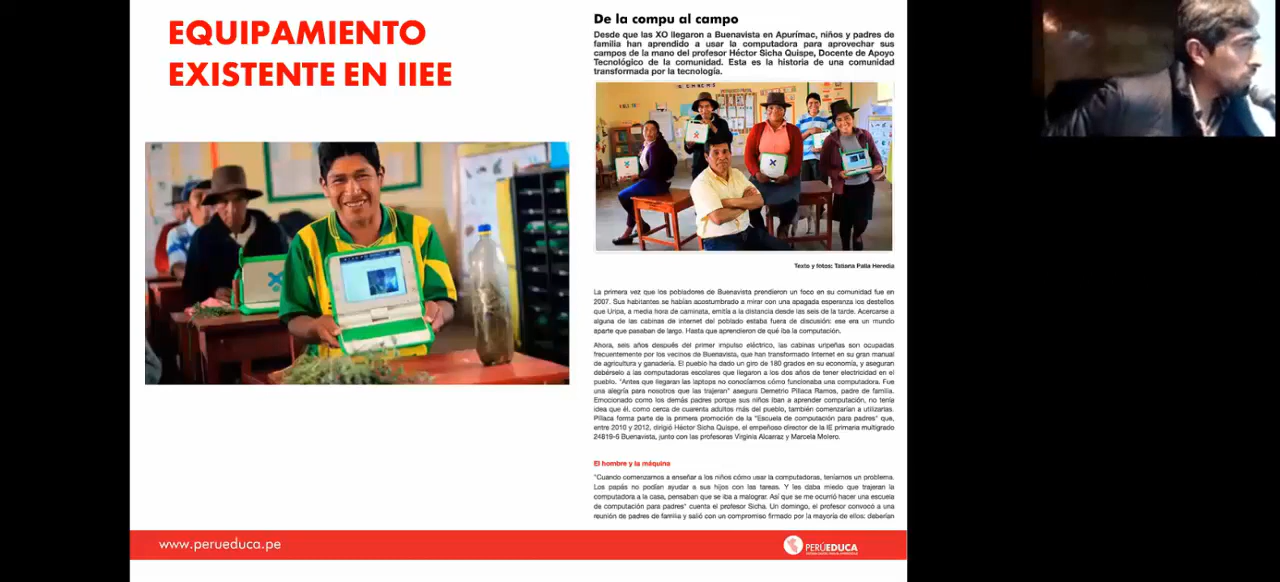 EQUIPAMIENTO
EXISTENTE EN IIEE
De la compu al campo
Desde que las XO llegaron a Buenavista en Apurímac, niños y padres de
familia han aprendido a usar la computadora para aprovechar sus
campos de la mano del profesor Héctor Sicha Quispe, Docente de Apoyo
Tecnológico de la comunidad. Esta es la historia de una comunidad
transformada por la tecnología.
Texto y fotos: Tatiana Palla Heredia
La primera vez que los pobladores de Buenavista prendieron un foco en su comunidad fue en
2007. Sus habitantes se habían acostumbrado a mirar con una apagada esperanza los destellos
que Uripa, a media hora de caminata, emitía a la distancia desde las seis de la tarde. Acercarse a
alguna de las cabinas de internet del poblado estaba fuera de discusión: ese era un mundo
aparte que pasaban de largo. Hasta que aprendieron de qué iba la computación.
Ahora, seis años después del primer impulso eléctrico, las cabinas uripeñas son ocupadas
frecuentemente por los vecinos de Buenavista, que han transformado Internet en su gran manual
de agricultura y ganadería. El pueblo ha dado un giro de 180 grados en su economía, y aseguran
debérselo a las computadoras escolares que llegaron a los dos años de tener electricidad en el
pueblo. "Antes que llegaran las laptops no conocíamos cómo funcionaba una computadora. Fue
una alegría para nosotros que las trajeran" asegura Demetrio Pillaca Ramos, padre de familia.
Emocionado como los demás padres porque sus niños iban a aprender computación, no tenía
idea que él, como cerca de cuarenta adultos más del pueblo, también comenzarían a utilizarlas.
Pillaca forma parte de la primera promoción de la "Escuela de computación para padres" que,
entre 2010 y 2012, dirigió Héctor Sicha Quispe, el empeñoso director de la IE primaria multigrado
24819-6 Buenavista, junto con las profesoras Virginia Alcarraz y Marcela Molero.
El hombre y la máquina
"Cuando comenzamos a enseñar a los niños cómo usar la computadoras, teníamos un problema.
Los papás no podían ayudar a sus hijos con las tareas. Y les daba miedo que trajeran la
computadora a la casa, pensaban que se iba a malograr. Así que se me ocurrió hacer una escuela
de computación para padres" cuenta el profesor Sicha. Un domingo, el profesor convocó a una
reunión de padres de familia y salió con un compromiso firmado por la mayoría de ellos: deberían
www.perueduca.pe
PERÚEDUCA